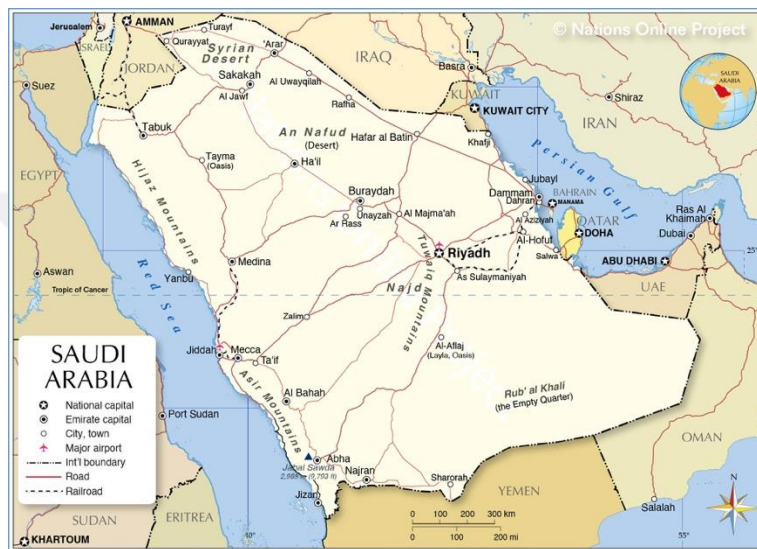 © Nations Online Project
Jerusalem
AMMAN
ISRAEL
JORDAN
Qurayyat
Turayf
Syrian
Desert
'Arar
IRAQ
Basra
SAUDI
ARABIA
Suez
Sakakah
Al Jawf
Al Uwayqilah
Rafha
KUWAIT
KUWAIT CITY
Shiraz
IRAN
Tabuk
An Nafud
(Desert)
Hafar al Batin
Khafji
Tayma
(Oasis)
Ha'il
Persian Gulf
Hijaz Mountains
Jubayl
Dammam
Dahran
BAHRAIN
MANAMA
EGYPT
Buraydah
Unayzah
Ar Rass
Al Majma'ah
Al Aziziyah
QATAR
DOHA
Ras Al
Khaimah
Dubai
Al-Hofuf
Salwa
Riyadh
25
ABU DHABI
Medina
Aswan
Yanbu
Tropic of Cancer
Red Sea
As Sulaymaniyah
UAE
Najd
Tuwaiq Mountains
Zalim
SAUDI
ARABIA
National capital
Emirate capital
City, town
Major airport
Int'l boundary
Road
Railroad
Jiddah
Mecca
Ta'if
Al-Aflaj
(Layla, Oasis)
Rub' al Khali
(the Empty Quarter)
Asir Mountains
Al Bahah
Port Sudan
OMAN
Abha
Jabal Sawda
Najran
Sharorah
Jizan
YEMEN
Salalah
SUDAN
ERITREA
KHARTOUM
40
0 100 200 300 km
0 100 200 mi
55